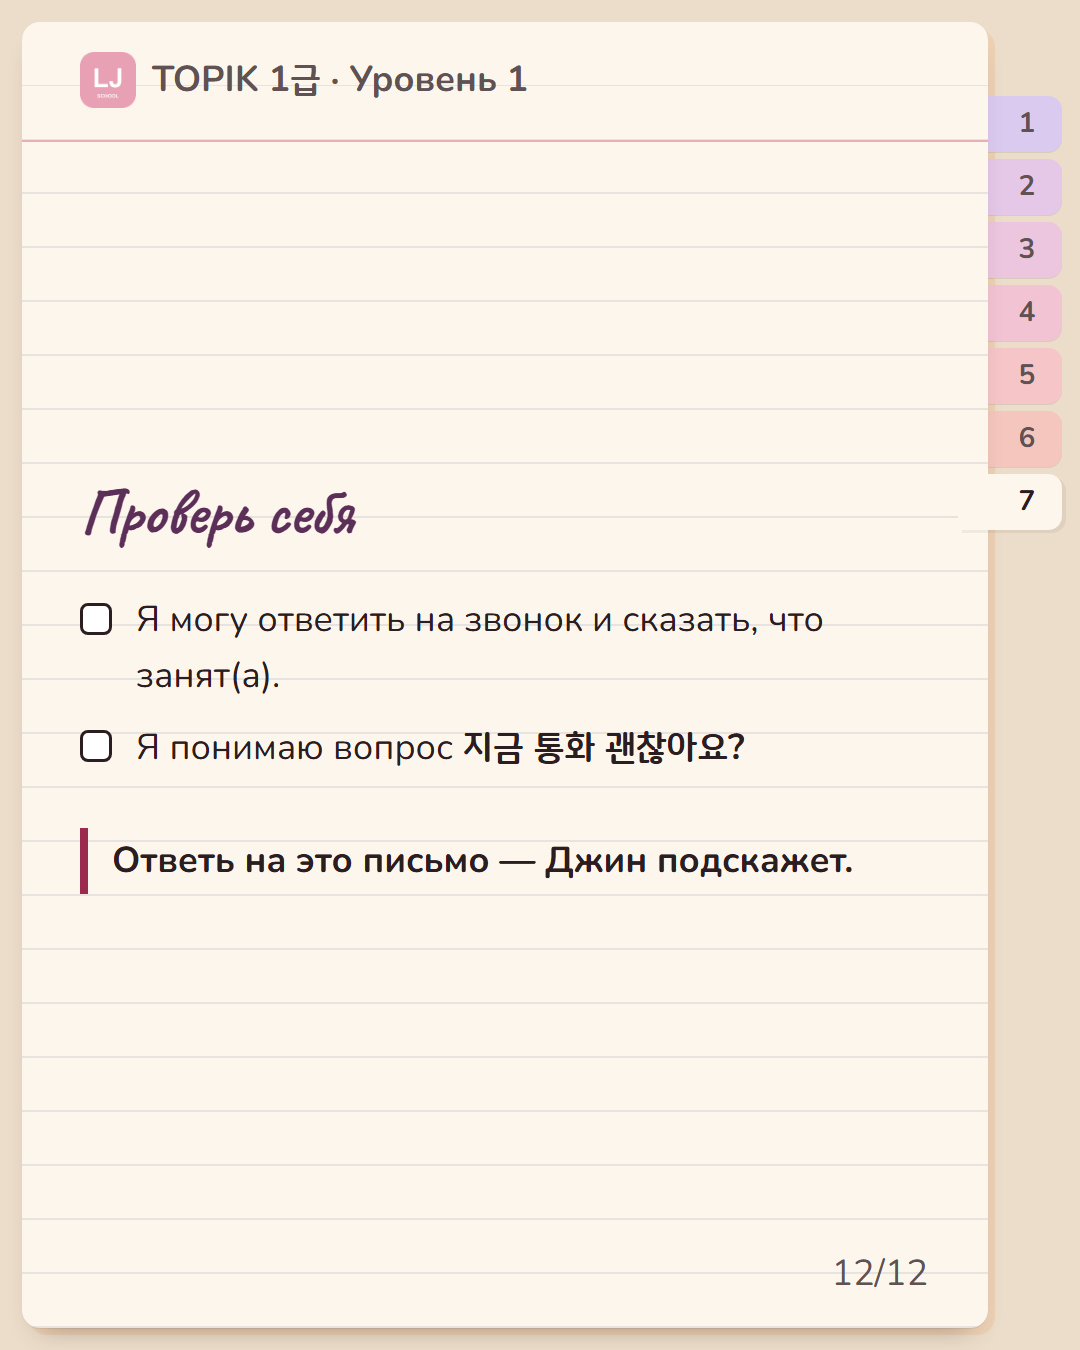 LJ
SCHOOL
TOPIK 1급 · Уровень 1
1
2
3
4
5
6
7
Проверь себя
Я могу ответить на звонок и сказать, что
занят(а).
Я понимаю вопрос 지금 통화 괜찮아요?
Ответь на это письмо — Джин подскажет.
12/12